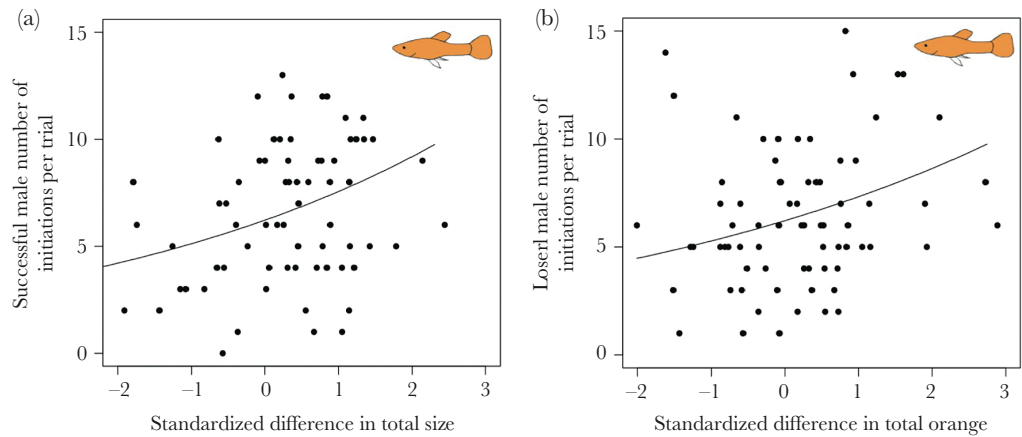 (a)
15
10
5
0
Successful male number of
initiations per trial
−2
−1
0
1
2
3
Standardized difference in total size
(b)
15
10
5
0
Loserl male number of
initiations per trial
−2
−1
0
1
2
3
Standardized difference in total orange